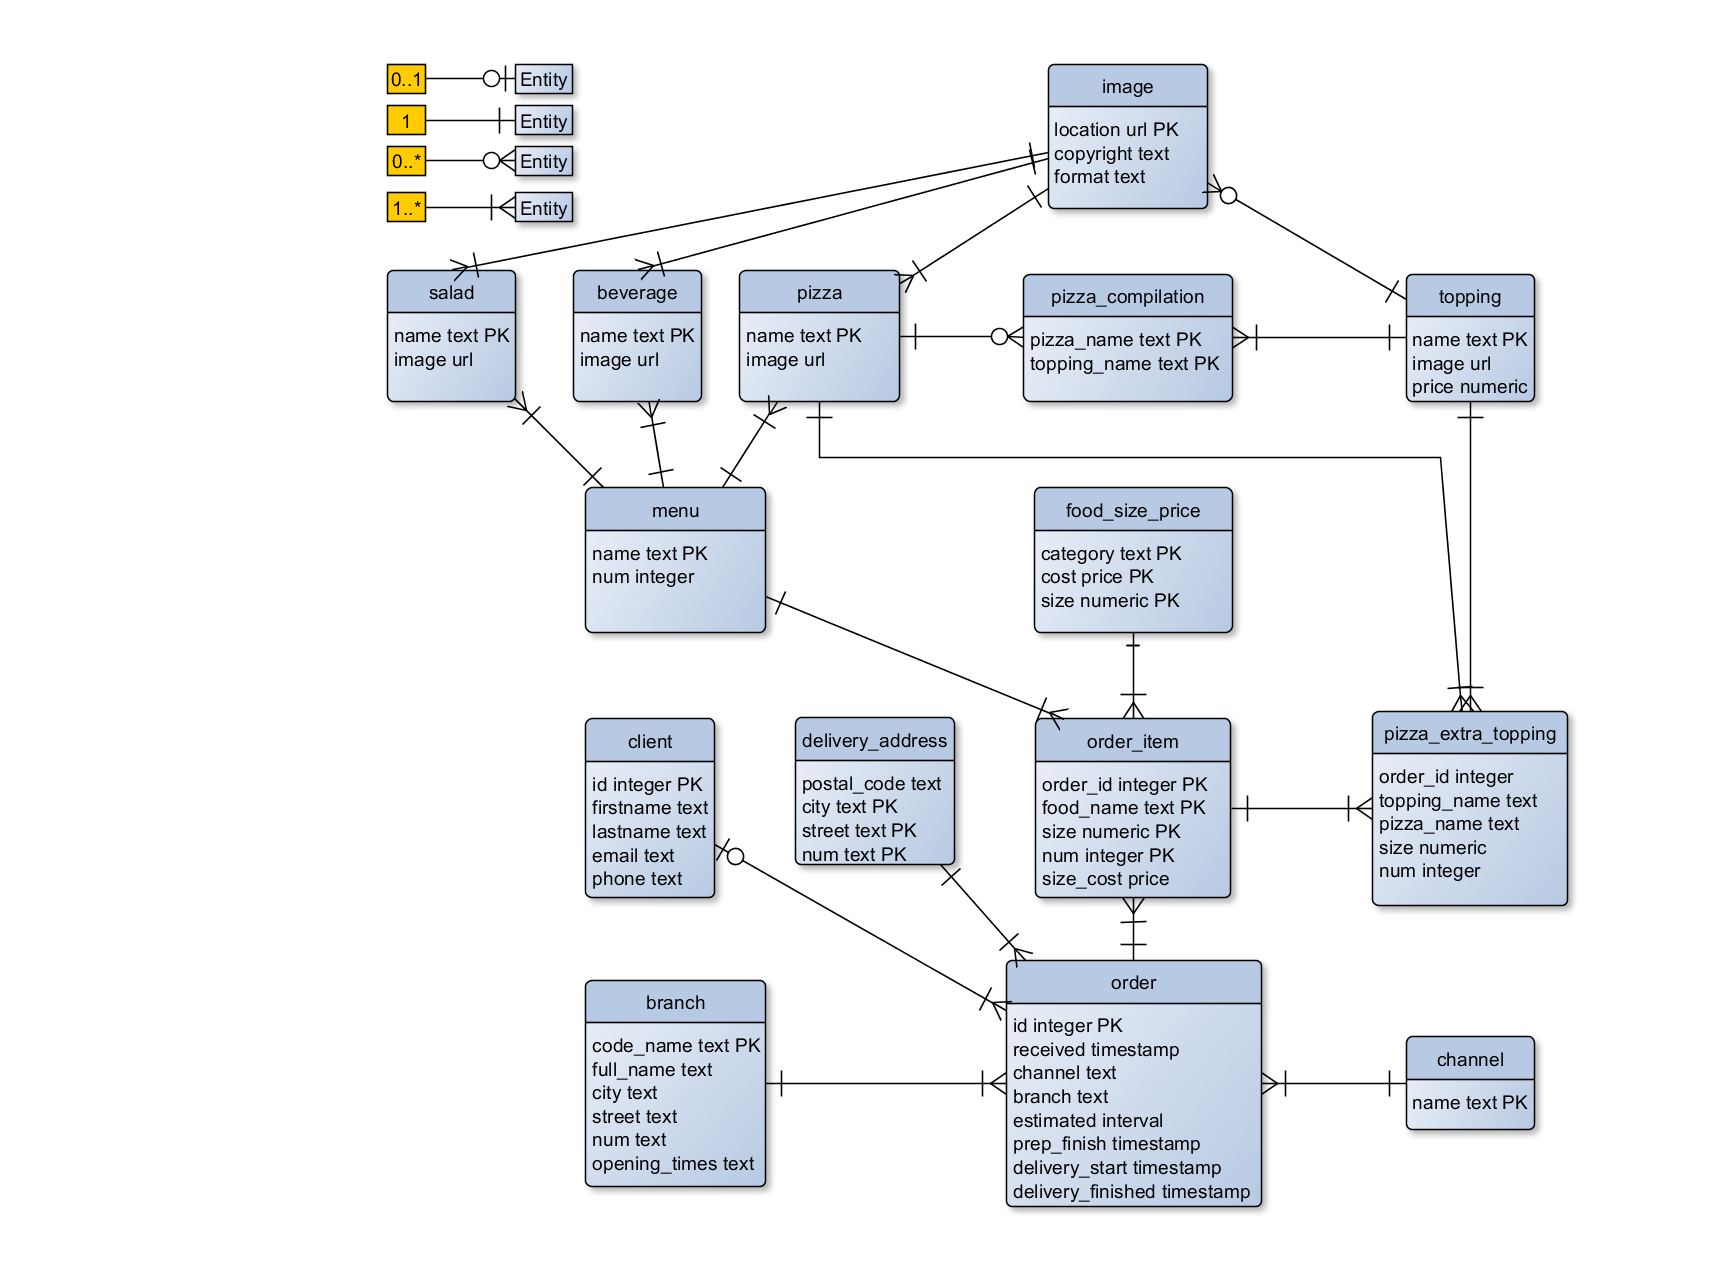 0..1
Entity
1
Entity
0..*
Entity
1..*
Entity
image
location url PK
copyright text
format text
salad
name text PK
image url
beverage
name text PK
image url
pizza
name text PK
image url
pizza_compilation
pizza_name text PK
topping_name text PK
topping
name text PK
image url
price numeric
menu
name text PK
num integer
food_size_price
category text PK
cost price PK
size numeric PK
client
id integer PK
firstname text
lastname text
email text
phone text
delivery_address
postal_code text
city text PK
street text PK
num text PK
order_item
order_id integer PK
food_name text PK
size numeric PK
num integer PK
size_cost price
pizza_extra_topping
order_id integer
topping_name text
pizza_name text
size numeric
num integer
branch
code_name text PK
full_name text
city text
street text
num text
opening_times text
order
id integer PK
received timestamp
channel text
branch text
estimated interval
prep_finish timestamp
delivery_start timestamp
delivery_finished timestamp
channel
name text PK